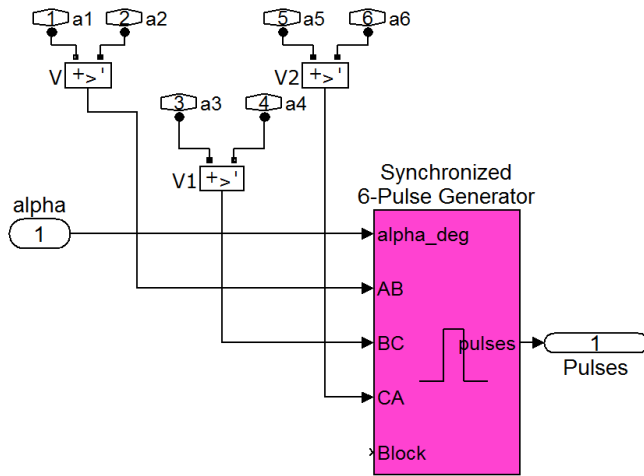 1 a1 2 a2 5 a5 6 a6
V + v - V2 + v -
3 a3 4 a4
V1 + v -
Synchronized
6-Pulse Generator
alpha
1 alpha_deg
AB
BC pulses 1
Pulses
CA
Block